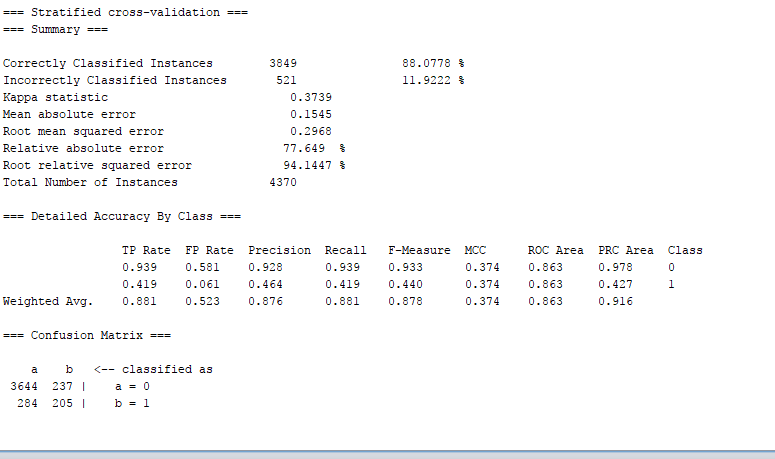 === Stratified cross-validation ===
=== Summary ===
Correctly Classified Instances 3849 88.0778 %
Incorrectly Classified Instances 521 11.9222 %
Kappa statistic 0.3739
Mean absolute error 0.1545
Root mean squared error 0.2968
Relative absolute error 77.649 %
Root relative squared error 94.1447 %
Total Number of Instances 4370
=== Detailed Accuracy By Class ===
TP Rate FP Rate Precision Recall F-Measure MCC ROC Area PRC Area Class
0.939 0.581 0.928 0.939 0.933 0.374 0.863 0.978 0
0.419 0.061 0.464 0.419 0.440 0.374 0.863 0.427 1
Weighted Avg. 0.881 0.523 0.876 0.881 0.878 0.374 0.863 0.916
=== Confusion Matrix ===
a b <-- classified as
3644 237 | a = 0
284 205 | b = 1